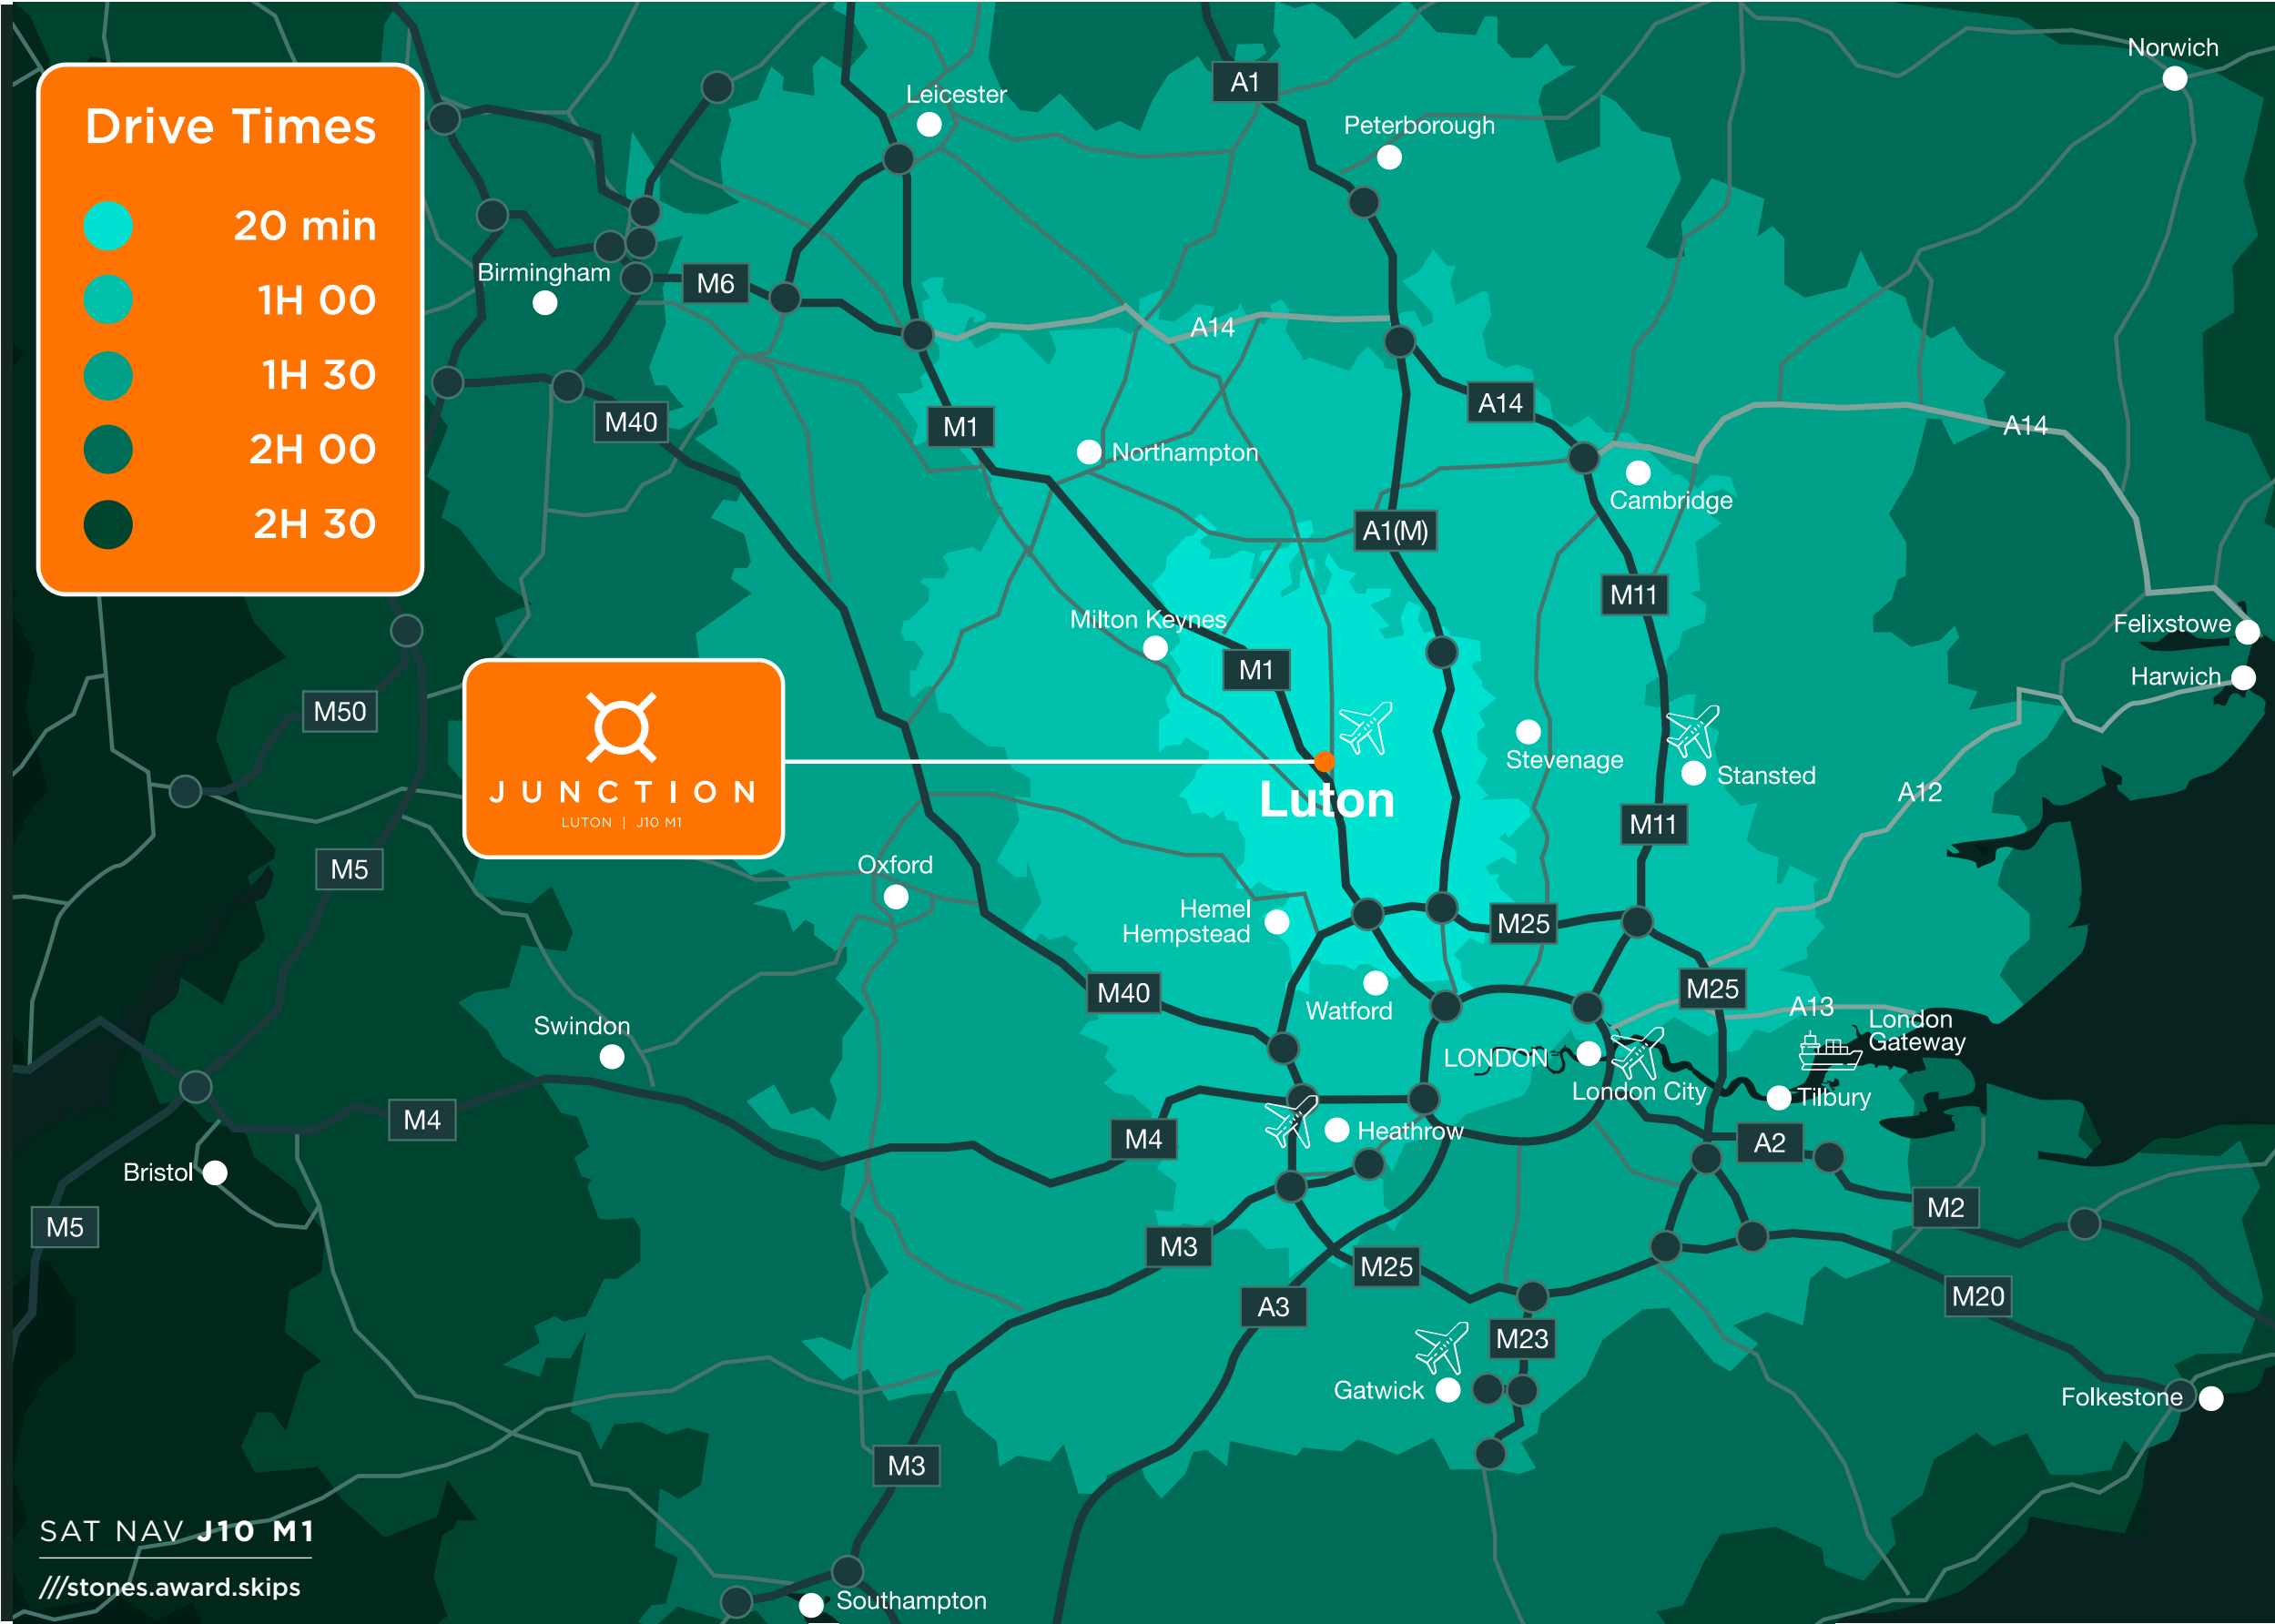 Drive Times
20 min
1H 00
1H 30
2H 00
2H 30
Norwich
A1
Leicester
Peterborough
Birmingham
M6
A14
M40
M1
A14
A14
Northampton
Cambridge
A1(M)
M11
Milton Keynes
Felixstowe
M1
Harwich
M50
Stevenage
Stansted
JUNCTION
LUTON | J10 M1
Luton
A12
M11
M5
Oxford
Hemel
Hempstead
M25
M40
M25
Watford
A13
London
Gateway
Swindon
LONDON
London City
Tilbury
M4
M4
Heathrow
A2
Bristol
M5
M2
M3
M25
A3
M20
M23
Gatwick
Folkestone
M3
SAT NAV J10 M1
///stones.award.skips
Southampton